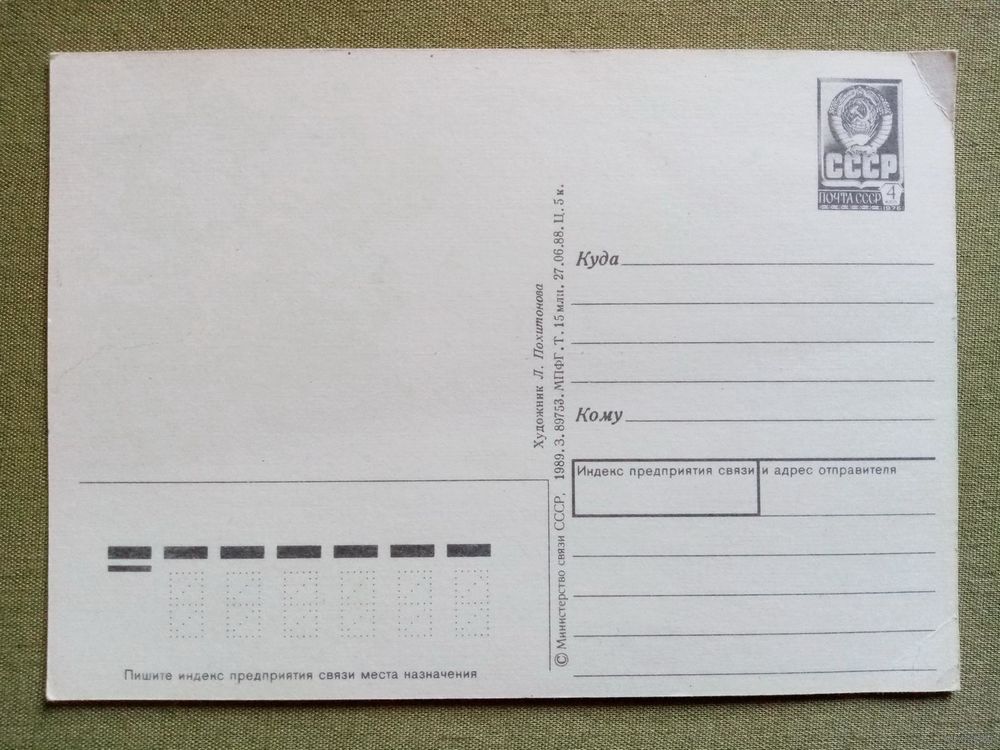 СССР
ПОЧТА СССР 4
1976
Куда
Кому
Индекс предприятия связи и адрес отправителя
Художник Л. Похитонова
© Министерство связи СССР, 1989. З. 89753. МПФГ. Т. 15 млн. 27.06.88. Ц. 5 к.
Пишите индекс предприятия связи места назначения